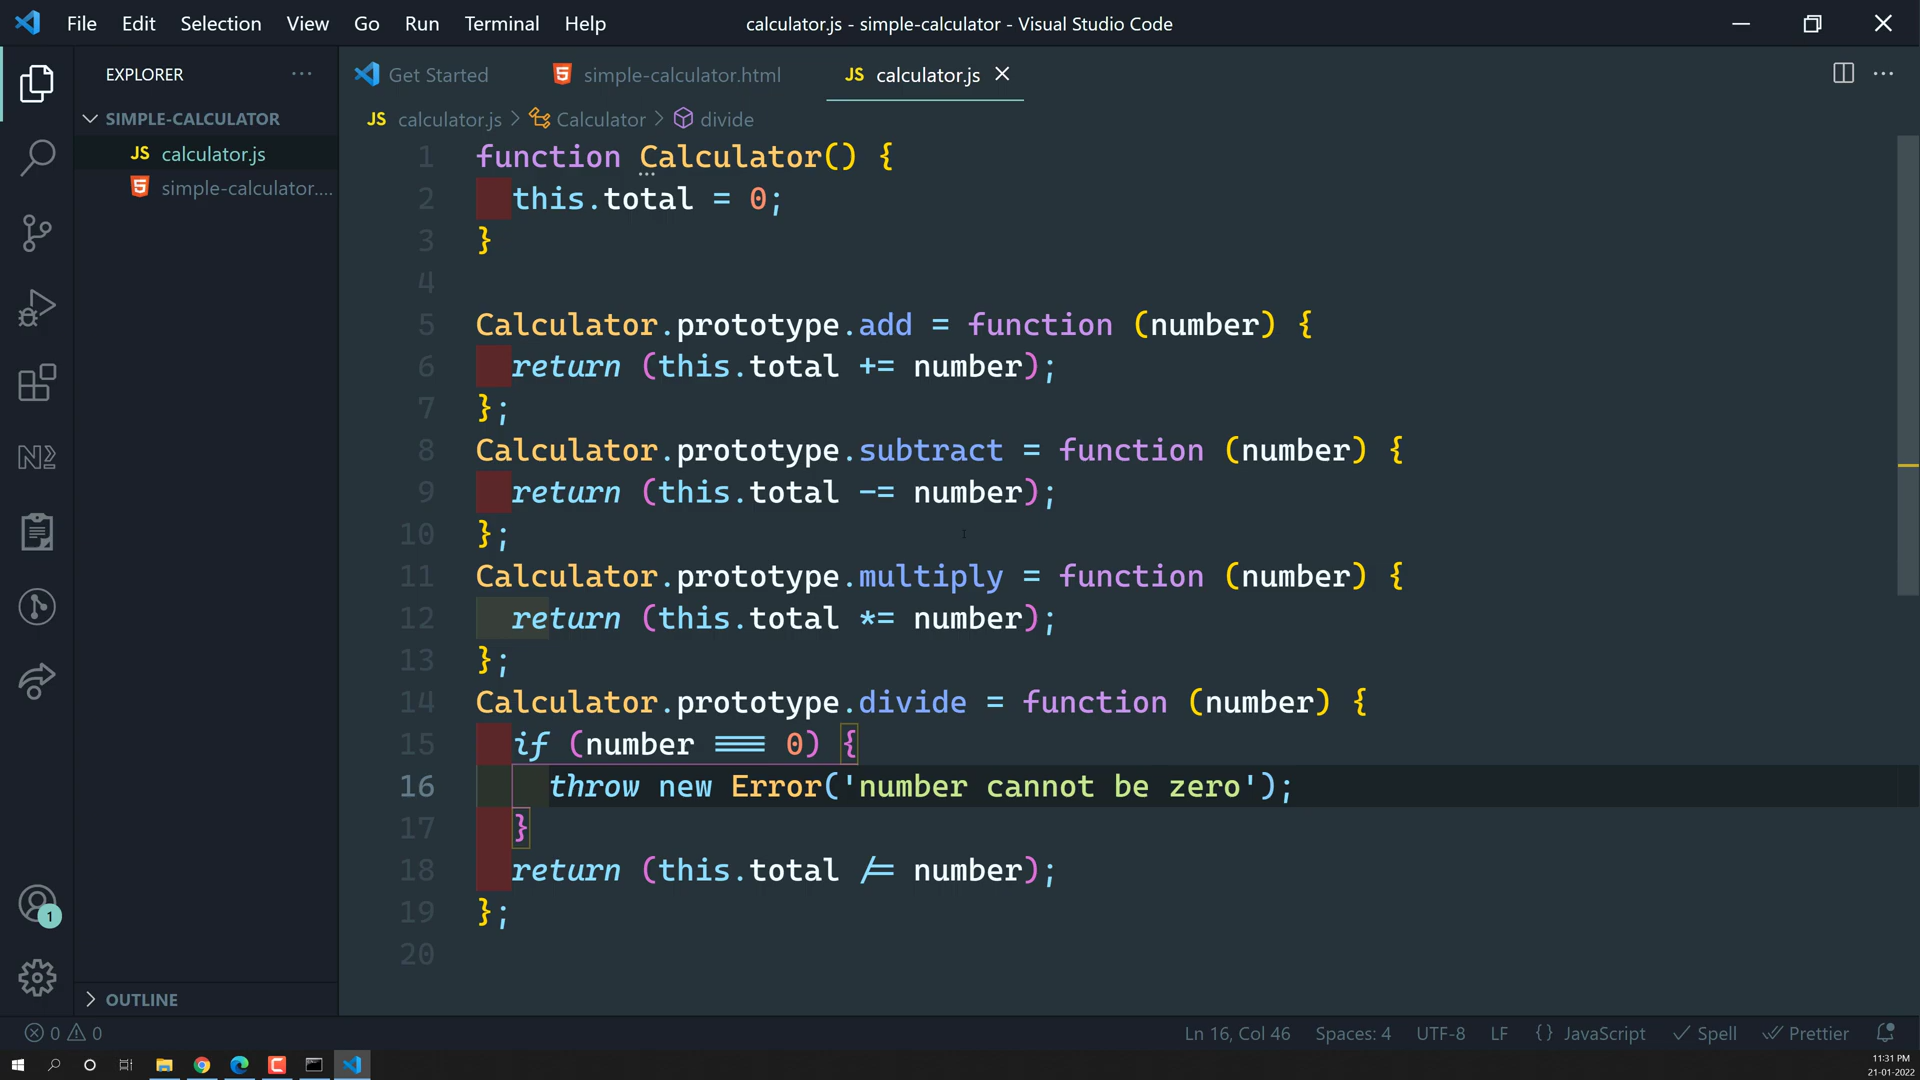 File Edit Selection View Go Run Terminal Help
calculator.js - simple-calculator - Visual Studio Code
EXPLORER
SIMPLE-CALCULATOR
JS calculator.js
simple-calculator....
OUTLINE
Get Started
simple-calculator.html
JS calculator.js
JS calculator.js > Calculator > divide
1 function Calculator() {
2 this.total = 0;
3 }
4
5 Calculator.prototype.add = function (number) {
6 return (this.total += number);
7 };
8 Calculator.prototype.subtract = function (number) {
9 return (this.total -= number);
10 };
11 Calculator.prototype.multiply = function (number) {
12 return (this.total *= number);
13 };
14 Calculator.prototype.divide = function (number) {
15 if (number === 0) {
16 throw new Error('number cannot be zero');
17 }
18 return (this.total /= number);
19 };
20
1
0 0
Ln 16, Col 46 Spaces: 4 UTF-8 LF {} JavaScript Spell Prettier
11:31 PM
21-01-2022